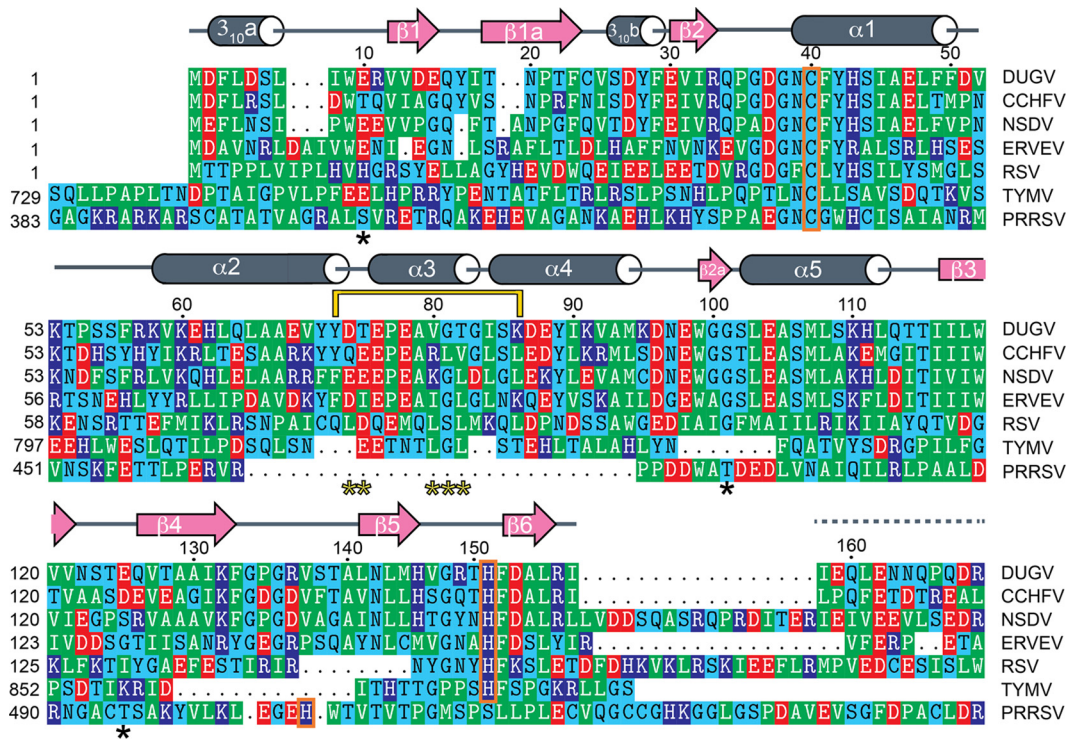 3₁₀a β1 β1a 3₁₀b β2 α1
10 20 30 40 50
1 MDFLDSL....IWERVVDEQYIT..NPTFCVSDYFEVIRQPGDGNCFYHSIAELFFDV DUGV
1 MDFLRSL....DWTQVIAGQYVS..NPRFNISDYFEIVRQPGDGNCFYHSIAELTMPN CCHFV
1 MEFLNSI....PWEEVVPGQ.FT..ANPGFQVTDYFEIVRQPADGNCFYHSIAELFVPN NSDV
1 MDAVNRLDAIVWENI.EGN.LSRAFLTLDLHAFFNVNKEVGDGNCFYRALSRLHSES ERVEV
1 MTTPPLVIPLHVHGRSYELLAGYHEVDWQEIEELEETDVRGDGFCLYHSILYSMGLS RSV
729 SQLLPAPLTNDPTAIGPVLPFEELHPRRYPENTATFLTRLRSLPSNHLPQPTLNCLLSAVSDQTKVS TYMV
383 GAGKRARKARSCATATVAGRALSVRETRQAKEHEVAGANKAEHLKHYSPPAEGNCGWHCISAIANRM PRRSV
*
α2 α3 α4 β2a α5 β3
60 80 90 100 110
53 KTPSSFRKVKEHLQLAAEVYYDTEPEAVGTGISKDEYIKVAMKDNEWGGSLEASMLSKHLQTTIILW DUGV
53 KTDHSYHYIKRLTESAARKYYQEEPEARLVGLSLEDYLKRMLSDNEWGSTLEASMLAKEMGITIIIW CCHFV
53 KNDFSFRLVKQHLELAARRFFEEEPEAKGLDLGLEKYLEVAMCDNEWGGSLEASMLAKHLDITIVIW NSDV
56 RTSNEHLYYRLLIPDAVDKYFDIEPEAIGLGLNKQEYVSKAILDGEWAGSLEASMLSKFLDITIIIW ERVEV
58 KENSRTTEFMIKLRSNPAICQLDQEMQLSLMKQLDPNDSSAWGEDIAIGFMAIILRIKIIAYQTVDG RSV
797 EEHLWESLQTLLPDSQLSN...EETNTLGL..STEHLTALAHLYN.......FQATVYSDRGPILFG TYMV
451 VNSKFETTLPERVR............................PPDDWATDEDLVNAIQILRLPAALD PRRSV
** *** *
β4 β5 β6
130 140 150 160
120 VVNSTEQVTAAIKFGPGRVSTALNLMHVGRTHFDALRI.................IEQLENNQPQDR DUGV
120 TVAASDEVEAGIKFGDGDVFTAVNLLHSGQTHFDALRI.................LPQFETDTREAL CCHFV
120 VIEGPSRVAAAVKFGPGDVAGAINLLHTGYNHFDALRLLVDDSQASRQPRDITERIEIVEEVLSEDR NSDV
123 IVDDSGTIISANRYGEGRPSQAYNLCMVGNAHFDSLYIR.................VFERP..ETA ERVEV
125 KLFKTIYGAEFESTIRIR.........NYGNYHFKSLETDFDHKVKLRSKIEEFLRMPVEDCESISLW RSV
852 PSDTIKRID............ITHTTGPPSHFSPGKRLLGS TYMV
490 RNGACTSAKYVLKL.EGEH.WTVTVTPGMSPSLLPLECVQGCCGHKGGLGSPDAVEVSGFDPACLDR PRRSV
*